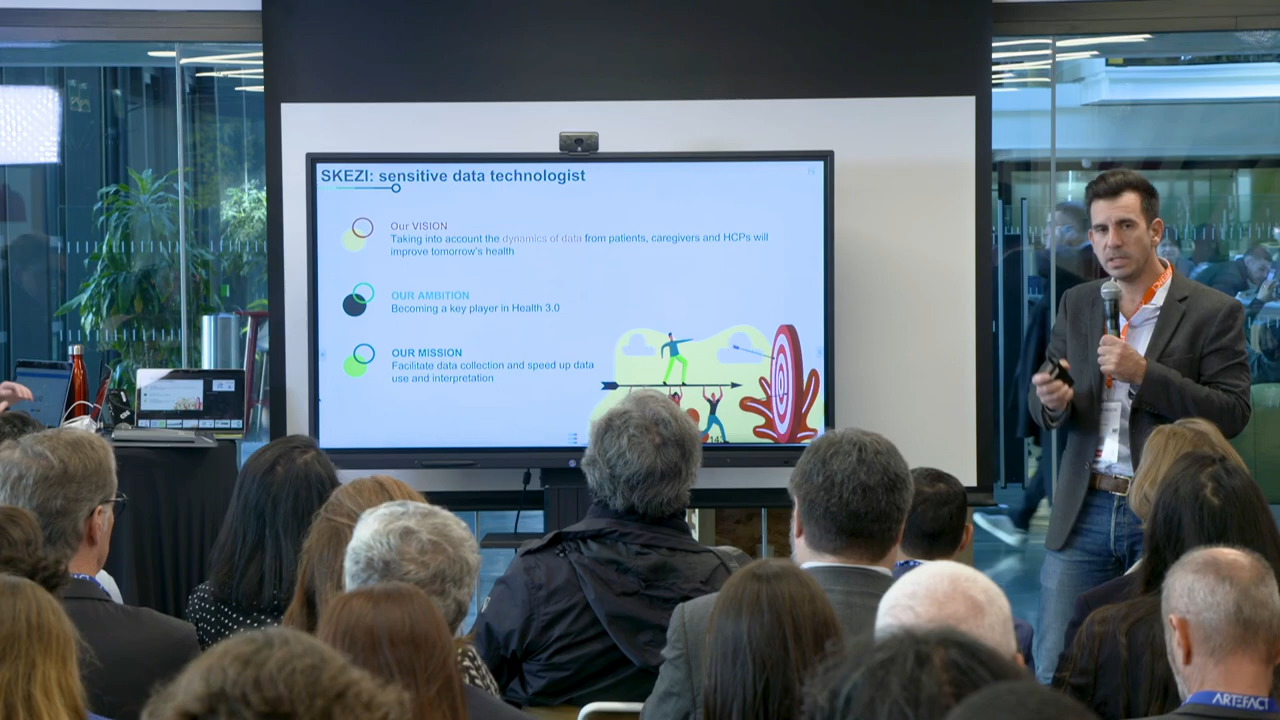 SKEZI: sensitive data technologist
Our VISION
Taking into account the dynamics of data from patients, caregivers and HCPs will
improve tomorrow's health
OUR AMBITION
Becoming a key player in Health 3.0
OUR MISSION
Facilitate data collection and speed up data
use and interpretation
ARTEFACT